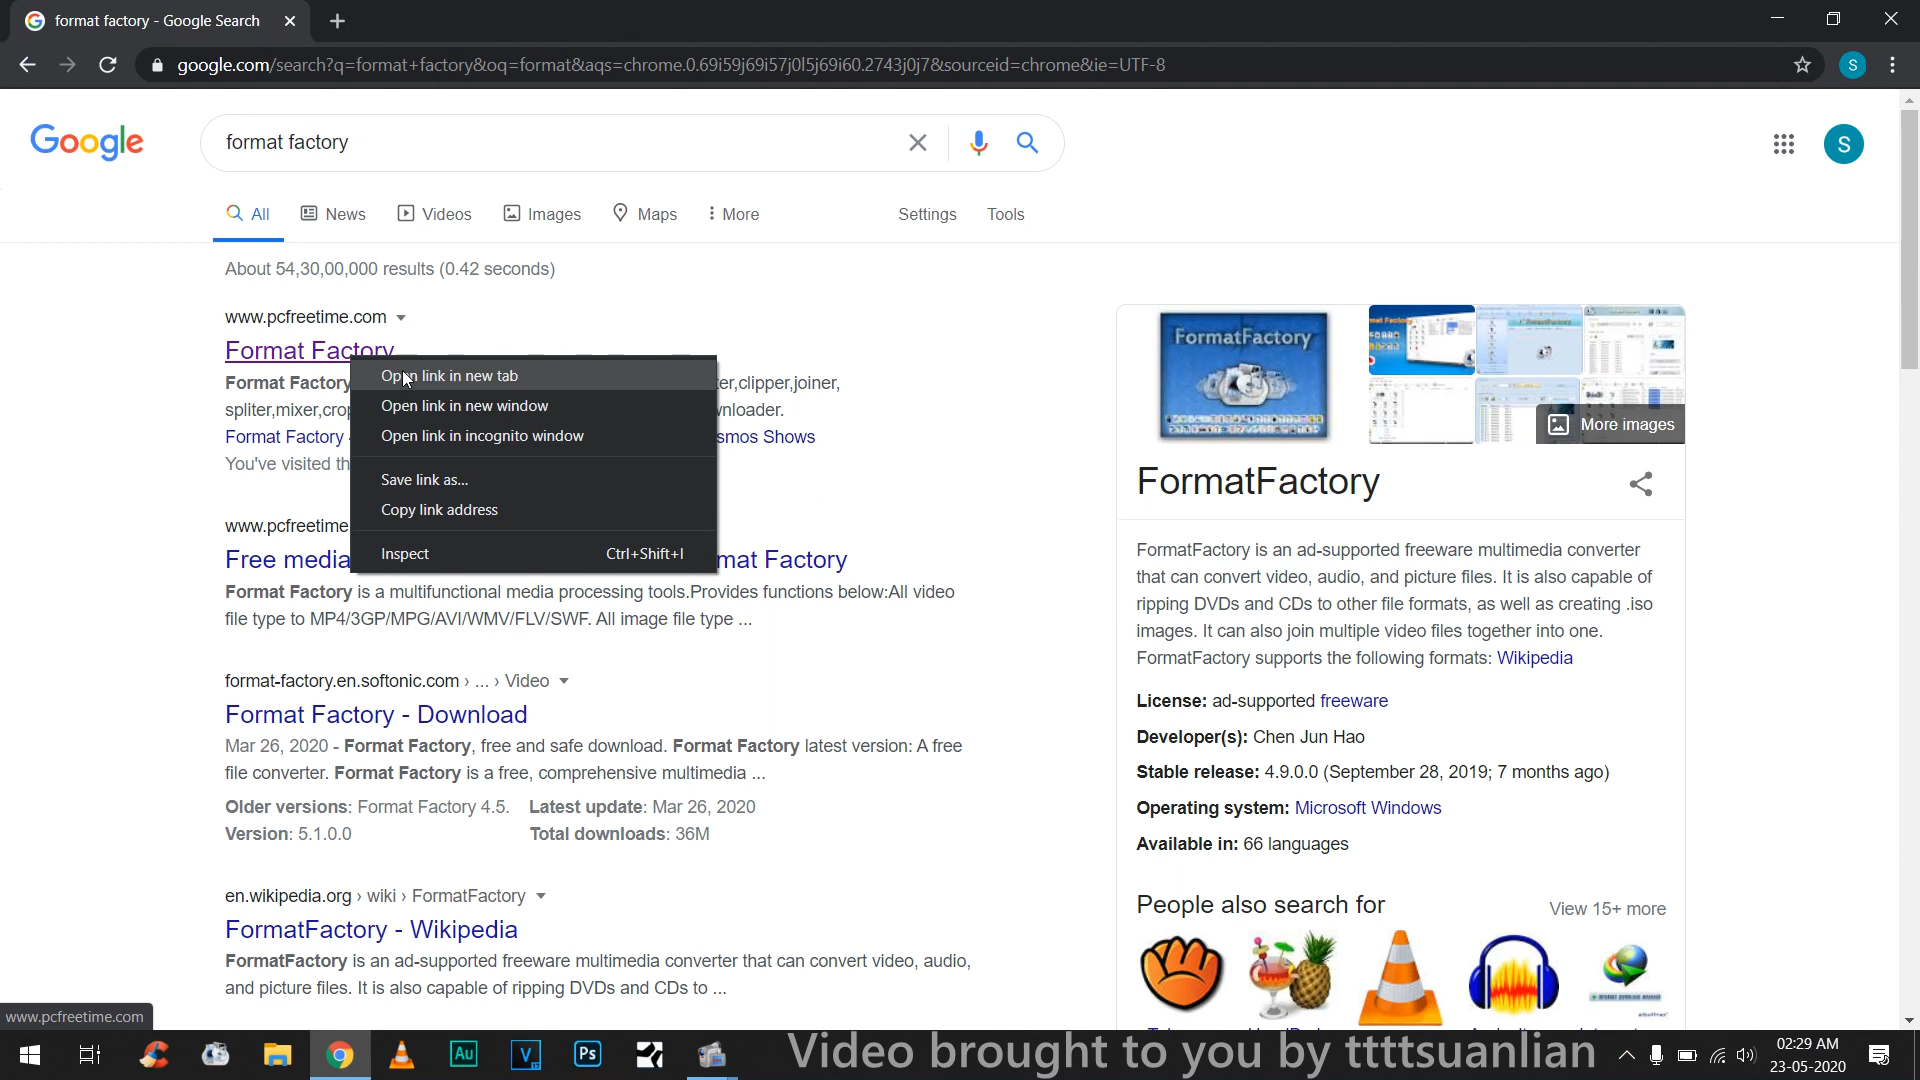 format factory - Google Search
google.com/search?q=format+factory&oq=format&aqs=chrome.0.69i59j69i57j0l5j69i60.2743j0j7&sourceid=chrome&ie=UTF-8
S
Google
format factory
S
All
News
Videos
Images
Maps
More
Settings
Tools
About 54,30,00,000 results (0.42 seconds)
www.pcfreetime.com
Format Factory
Format Factory
er,clipper,joiner,
spliter,mixer,crop
nloader.
Format Factory
smos Shows
You've visited th
Open link in new tab
Open link in new window
Open link in incognito window
Save link as...
Copy link address
Inspect Ctrl+Shift+I
www.pcfreetime
Free media
mat Factory
Format Factory is a multifunctional media processing tools.Provides functions below:All video
file type to MP4/3GP/MPG/AVI/WMV/FLV/SWF. All image file type ...
format-factory.en.softonic.com › ... › Video
Format Factory - Download
Mar 26, 2020 - Format Factory, free and safe download. Format Factory latest version: A free
file converter. Format Factory is a free, comprehensive multimedia ...
Older versions: Format Factory 4.5. Latest update: Mar 26, 2020
Version: 5.1.0.0 Total downloads: 36M
en.wikipedia.org › wiki › FormatFactory
FormatFactory - Wikipedia
FormatFactory is an ad-supported freeware multimedia converter that can convert video, audio,
and picture files. It is also capable of ripping DVDs and CDs to ...
FormatFactory
More images
FormatFactory
FormatFactory is an ad-supported freeware multimedia converter
that can convert video, audio, and picture files. It is also capable of
ripping DVDs and CDs to other file formats, as well as creating .iso
images. It can also join multiple video files together into one.
FormatFactory supports the following formats: Wikipedia
License: ad-supported freeware
Developer(s): Chen Jun Hao
Stable release: 4.9.0.0 (September 28, 2019; 7 months ago)
Operating system: Microsoft Windows
Available in: 66 languages
People also search for
View 15+ more
www.pcfreetime.com
Au
V
Ps
Video brought to you by ttttsuanlian
02:29 AM
23-05-2020